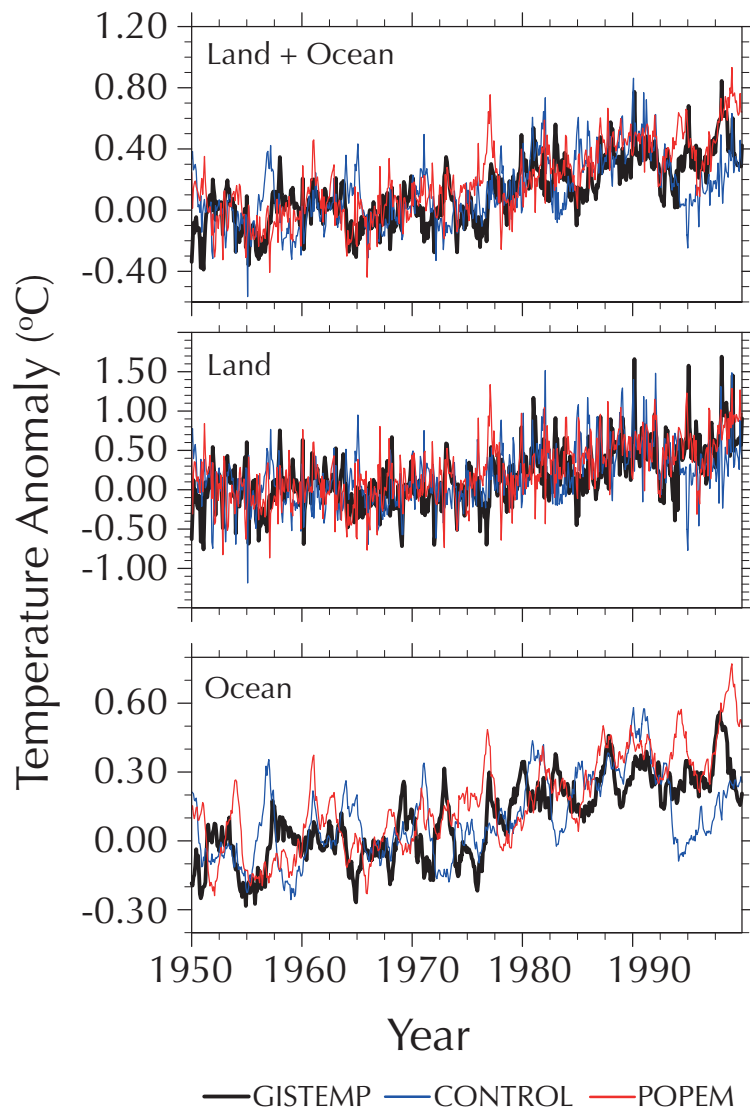 Temperature Anomaly (ºC)
Land + Ocean
1.20
0.80
0.40
0.00
-0.40
Land
1.50
1.00
0.50
0.00
-0.50
-1.00
Ocean
0.60
0.30
0.00
-0.30
1950 1960 1970 1980 1990
Year
GISTEMP CONTROL POPEM